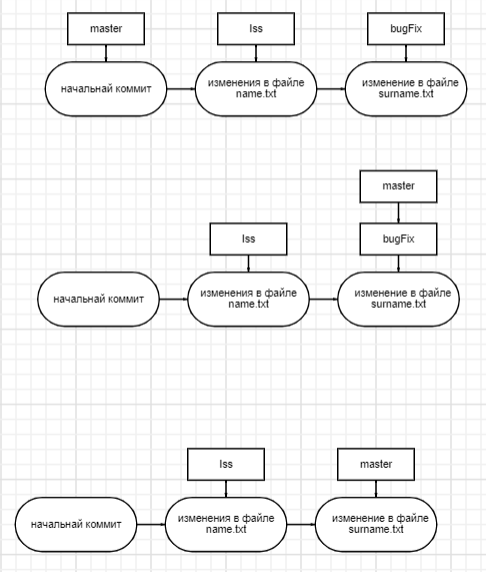 master
Iss
bugFix
начальнай коммит
изменения в файле
name.txt
изменение в файле
surname.txt
master
Iss
bugFix
начальнай коммит
изменения в файле
name.txt
изменение в файле
surname.txt
Iss
master
начальнай коммит
изменения в файле
name.txt
изменение в файле
surname.txt